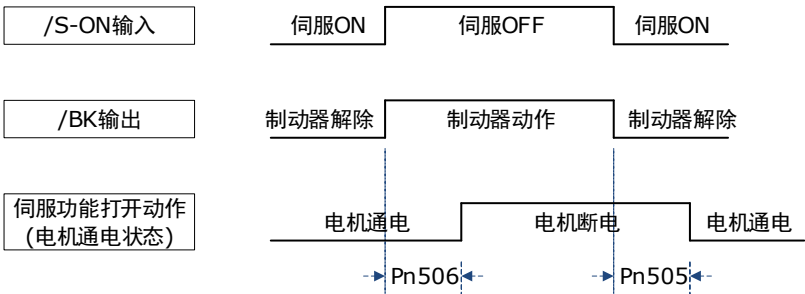 /S-ON输入
伺服ON
伺服OFF
伺服ON
/BK输出
制动器解除
制动器动作
制动器解除
伺服功能打开动作
(电机通电状态)
电机通电
电机断电
电机通电
Pn506
Pn505